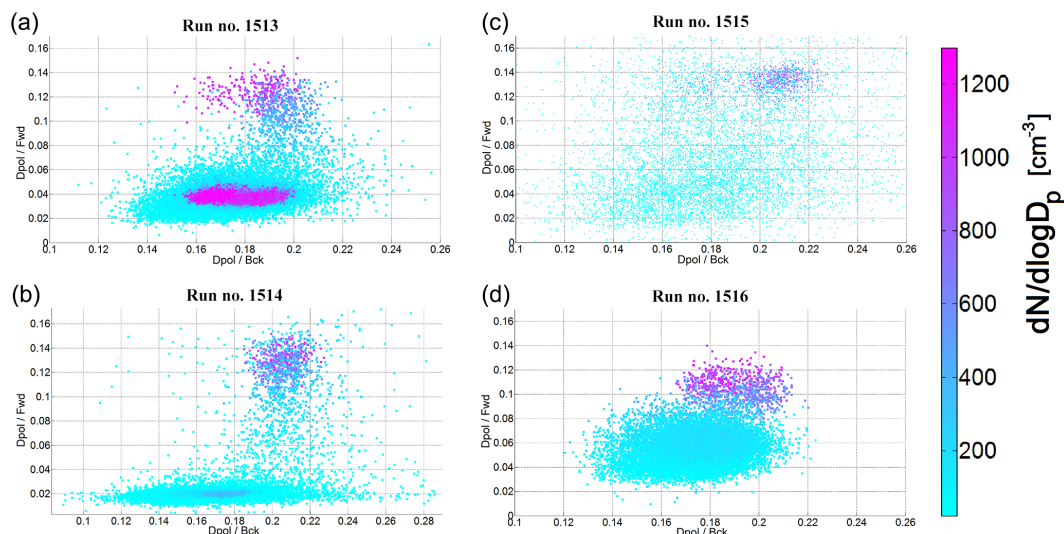 (a)
Run no. 1513
0.16
0.14
0.12
0.1
0.08
0.06
0.04
0.02
0
Dpol / Fwd
0.1 0.12 0.14 0.16 0.18 0.2 0.22 0.24 0.26
Dpol / Bck
(c)
Run no. 1515
0.16
0.14
0.12
0.1
0.08
0.06
0.04
0.02
0
Dpol / Fwd
0.1 0.12 0.14 0.16 0.18 0.2 0.22 0.24 0.26
Dpol / Bck
(b)
Run no. 1514
0.16
0.14
0.12
0.1
0.08
0.06
0.04
0.02
Dpol / Fwd
0.1 0.12 0.14 0.16 0.18 0.2 0.22 0.24 0.26 0.28
Dpol / Bck
(d)
Run no. 1516
0.16
0.14
0.12
0.1
0.08
0.06
0.04
0.02
0
Dpol / Fwd
0.1 0.12 0.14 0.16 0.18 0.2 0.22 0.24 0.26
Dpol / Bck
1200
1000
800
600
400
200
dN/dlogDp [cm-3]